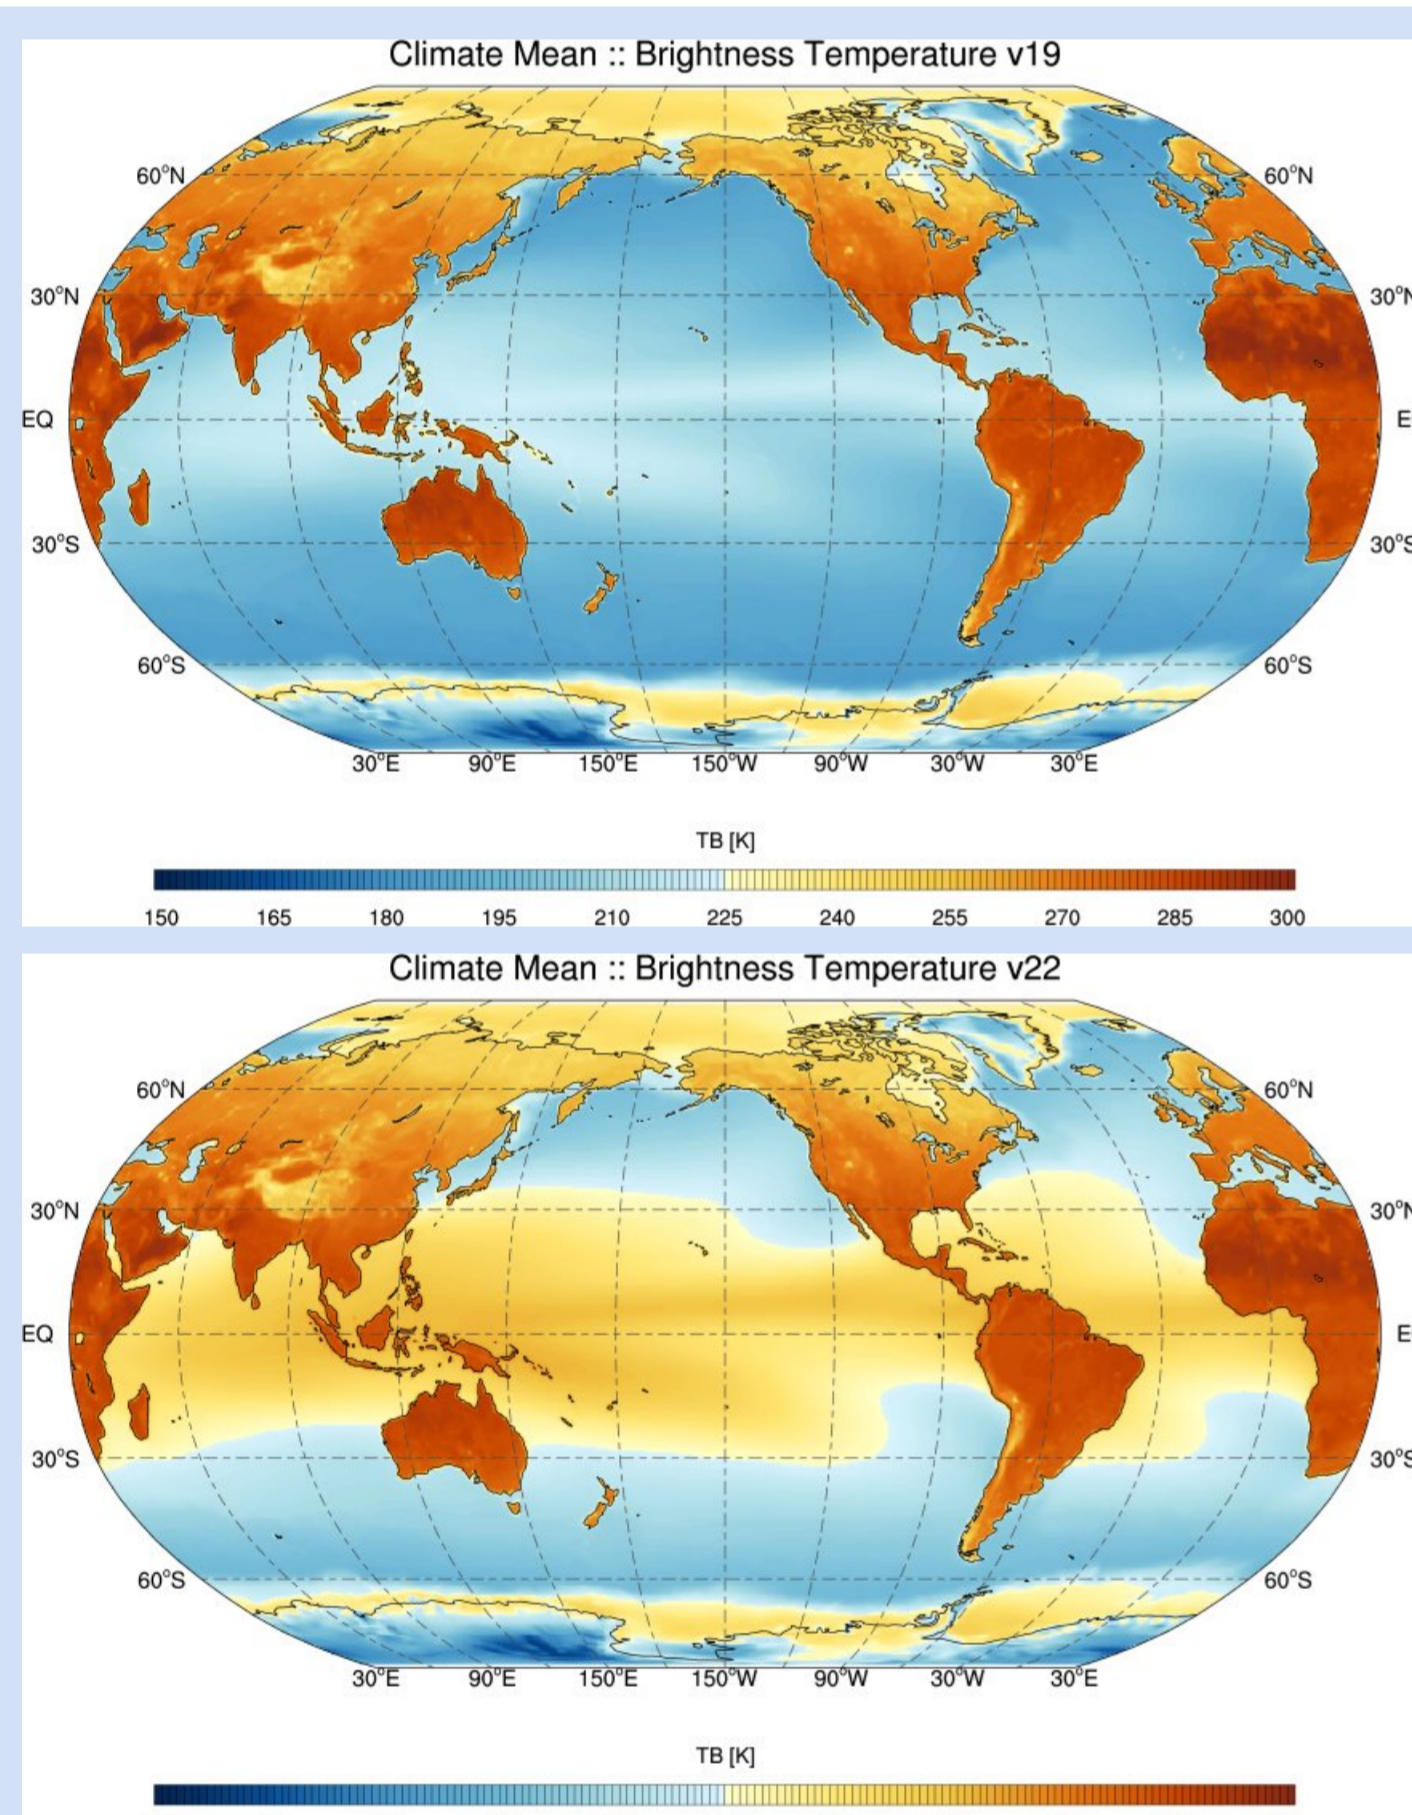 Climate Mean :: Brightness Temperature v19
60°N 60°N
30°N 30°N
EQ E
30°S 30°S
60°S 60°S
30°E 90°E 150°E 150°W 90°W 30°W 30°E
TB [K]
150 165 180 195 210 225 240 255 270 285 300
Climate Mean :: Brightness Temperature v22
60°N 60°N
30°N 30°N
EQ E
30°S 30°S
60°S 60°S
30°E 90°E 150°E 150°W 90°W 30°W 30°E
TB [K]